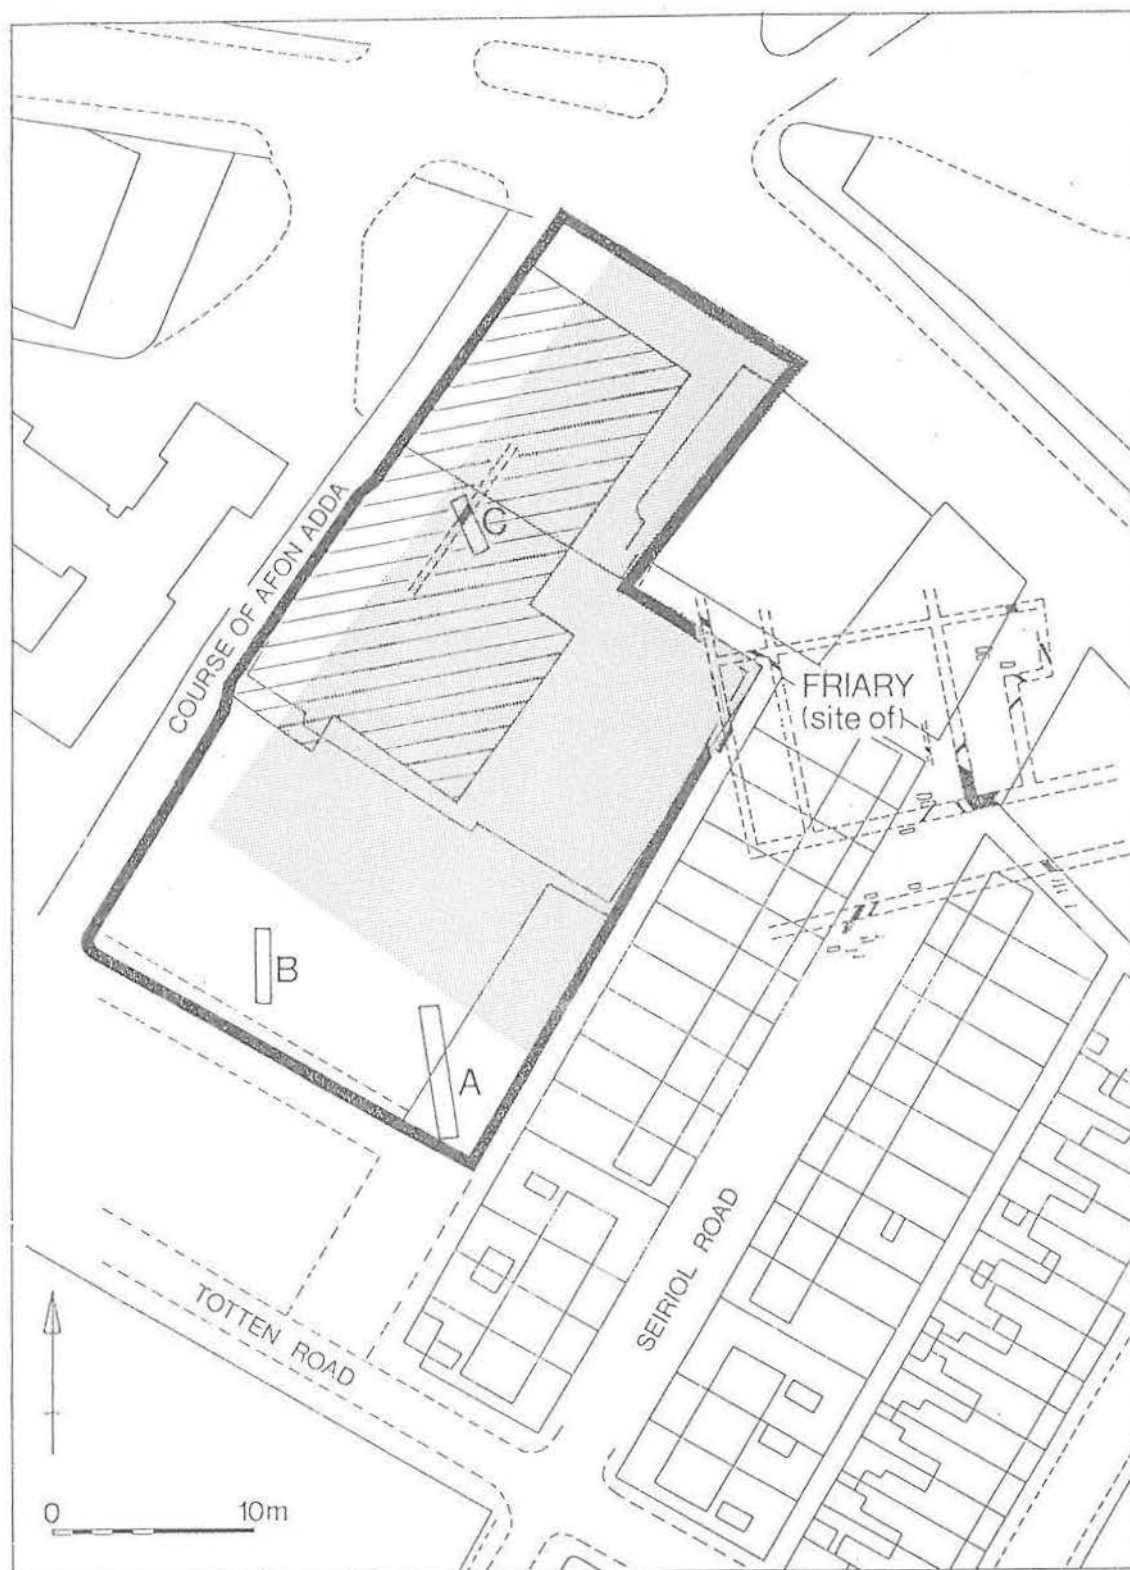 COURSE OF AFON ADDA
C
FRIARY
(site of)
B
A
SEIRIOL ROAD
TOTTEN ROAD
0 10m